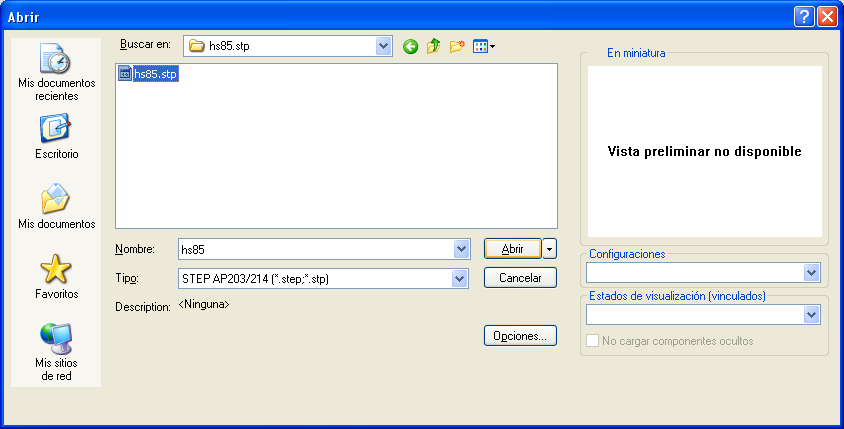 Abrir
Buscar en:
hs85.stp
Mis documentos
recientes
Escritorio
Mis documentos
Favoritos
Mis sitios
de red
hs85.stp
Nombre:
hs85
Abrir
Tipo:
STEP AP203/214 (*.step;*.stp)
Cancelar
Description:
<Ninguna>
Opciones...
En miniatura
Vista preliminar no disponible
Configuraciones
Estados de visualización (vinculados)
No cargar componentes ocultos